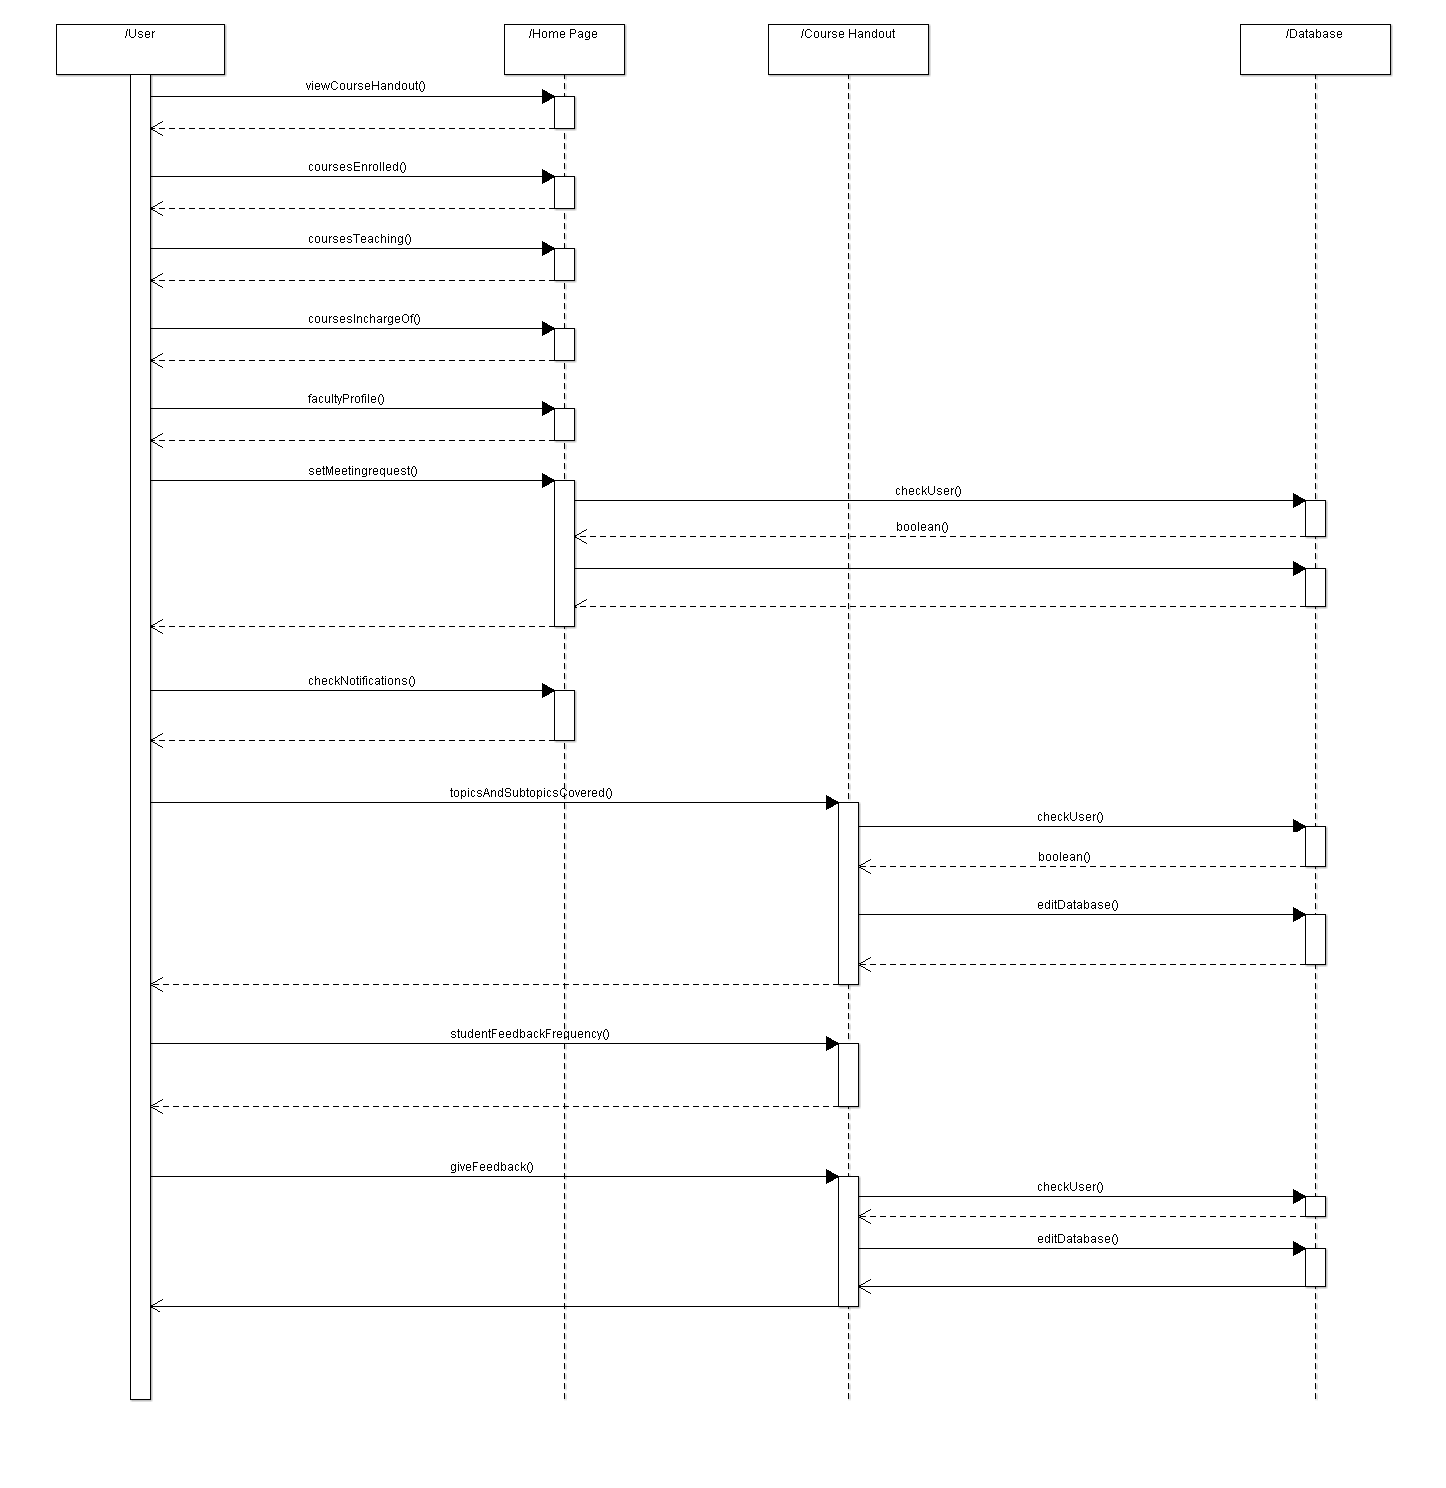 /User
/Home Page
/Course Handout
/Database
viewCourseHandout()
coursesEnrolled()
coursesTeaching()
coursesInchargeOf()
facultyProfile()
setMeetingrequest()
checkUser()
boolean()
checkNotifications()
topicsAndSubtopicsCovered()
checkUser()
boolean()
editDatabase()
studentFeedbackFrequency()
giveFeedback()
checkUser()
editDatabase()